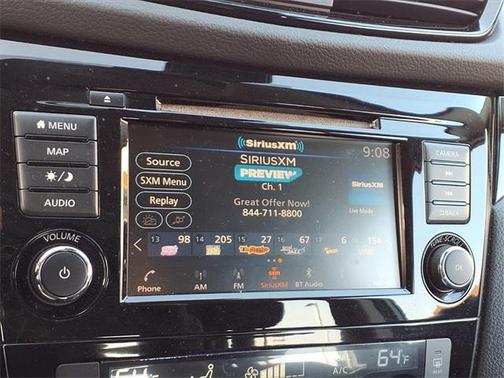 MENU
MAP
AUDIO
VOLUME
SiriusXM
SIRIUSXM
PREVIEW
Ch. 1
Great Offer Now!
844-711-8800
9:08
Source
SXM Menu
Replay
SiriusXM
Live Mode
13 98 14 205 15 27 16 67 17 6 154
Phone
AM
FM
SiriusXM
BT Audio
CAMERA
BACK
TUNE·SCROLL
OK
64
A/C
64°F